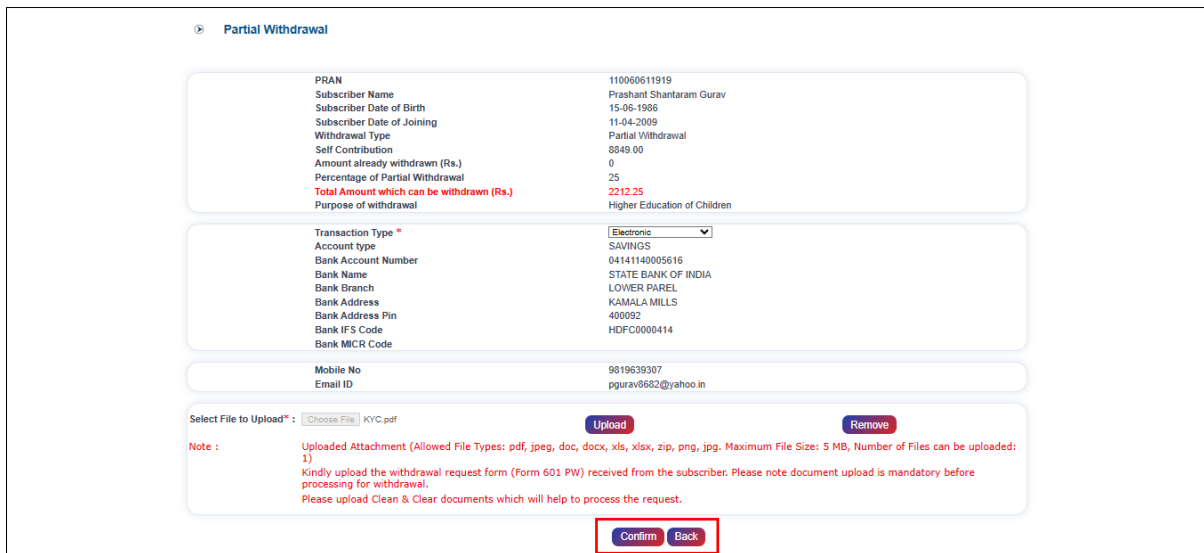 Partial Withdrawal
PRAN 110060611919
Subscriber Name Prashant Shantaram Gurav
Subscriber Date of Birth 15-06-1986
Subscriber Date of Joining 11-04-2009
Withdrawal Type Partial Withdrawal
Self Contribution 8849.00
Amount already withdrawn (Rs.) 0
Percentage of Partial Withdrawal 25
Total Amount which can be withdrawn (Rs.) 2212.25
Purpose of withdrawal Higher Education of Children
Transaction Type * Electronic
Account type SAVINGS
Bank Account Number 04141140005616
Bank Name STATE BANK OF INDIA
Bank Branch LOWER PAREL
Bank Address KAMALA MILLS
Bank Address Pin 400092
Bank IFS Code HDFC0000414
Bank MICR Code
Mobile No 9819639307
Email ID pgurav8682@yahoo.in
Select File to Upload* : Choose File KYC.pdf Upload Remove
Note : Uploaded Attachment (Allowed File Types: pdf, jpeg, doc, docx, xls, xlsx, zip, png, jpg. Maximum File Size: 5 MB, Number of Files can be uploaded:
1)
Kindly upload the withdrawal request form (Form 601 PW) received from the subscriber. Please note document upload is mandatory before
processing for withdrawal.
Please upload Clean & Clear documents which will help to process the request.
Confirm Back